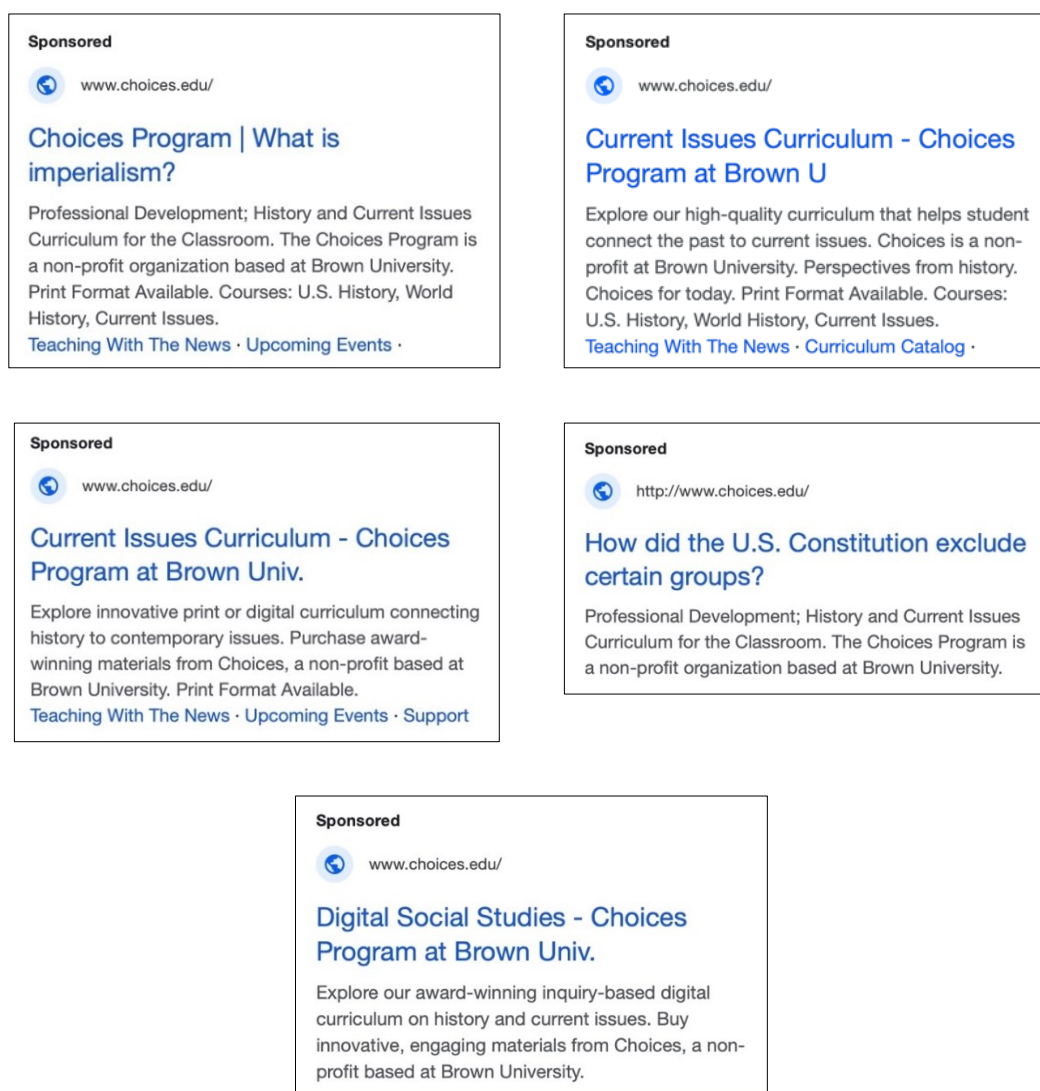 Sponsored
www.choices.edu/
Choices Program | What is
imperialism?
Professional Development; History and Current Issues
Curriculum for the Classroom. The Choices Program is
a non-profit organization based at Brown University.
Print Format Available. Courses: U.S. History, World
History, Current Issues.
Teaching With The News · Upcoming Events ·
Sponsored
www.choices.edu/
Current Issues Curriculum - Choices
Program at Brown U
Explore our high-quality curriculum that helps student
connect the past to current issues. Choices is a non-
profit at Brown University. Perspectives from history.
Choices for today. Print Format Available. Courses:
U.S. History, World History, Current Issues.
Teaching With The News · Curriculum Catalog ·
Sponsored
www.choices.edu/
Current Issues Curriculum - Choices
Program at Brown Univ.
Explore innovative print or digital curriculum connecting
history to contemporary issues. Purchase award-
winning materials from Choices, a non-profit based at
Brown University. Print Format Available.
Teaching With The News · Upcoming Events · Support
Sponsored
http://www.choices.edu/
How did the U.S. Constitution exclude
certain groups?
Professional Development; History and Current Issues
Curriculum for the Classroom. The Choices Program is
a non-profit organization based at Brown University.
Sponsored
www.choices.edu/
Digital Social Studies - Choices
Program at Brown Univ.
Explore our award-winning inquiry-based digital
curriculum on history and current issues. Buy
innovative, engaging materials from Choices, a non-
profit based at Brown University.